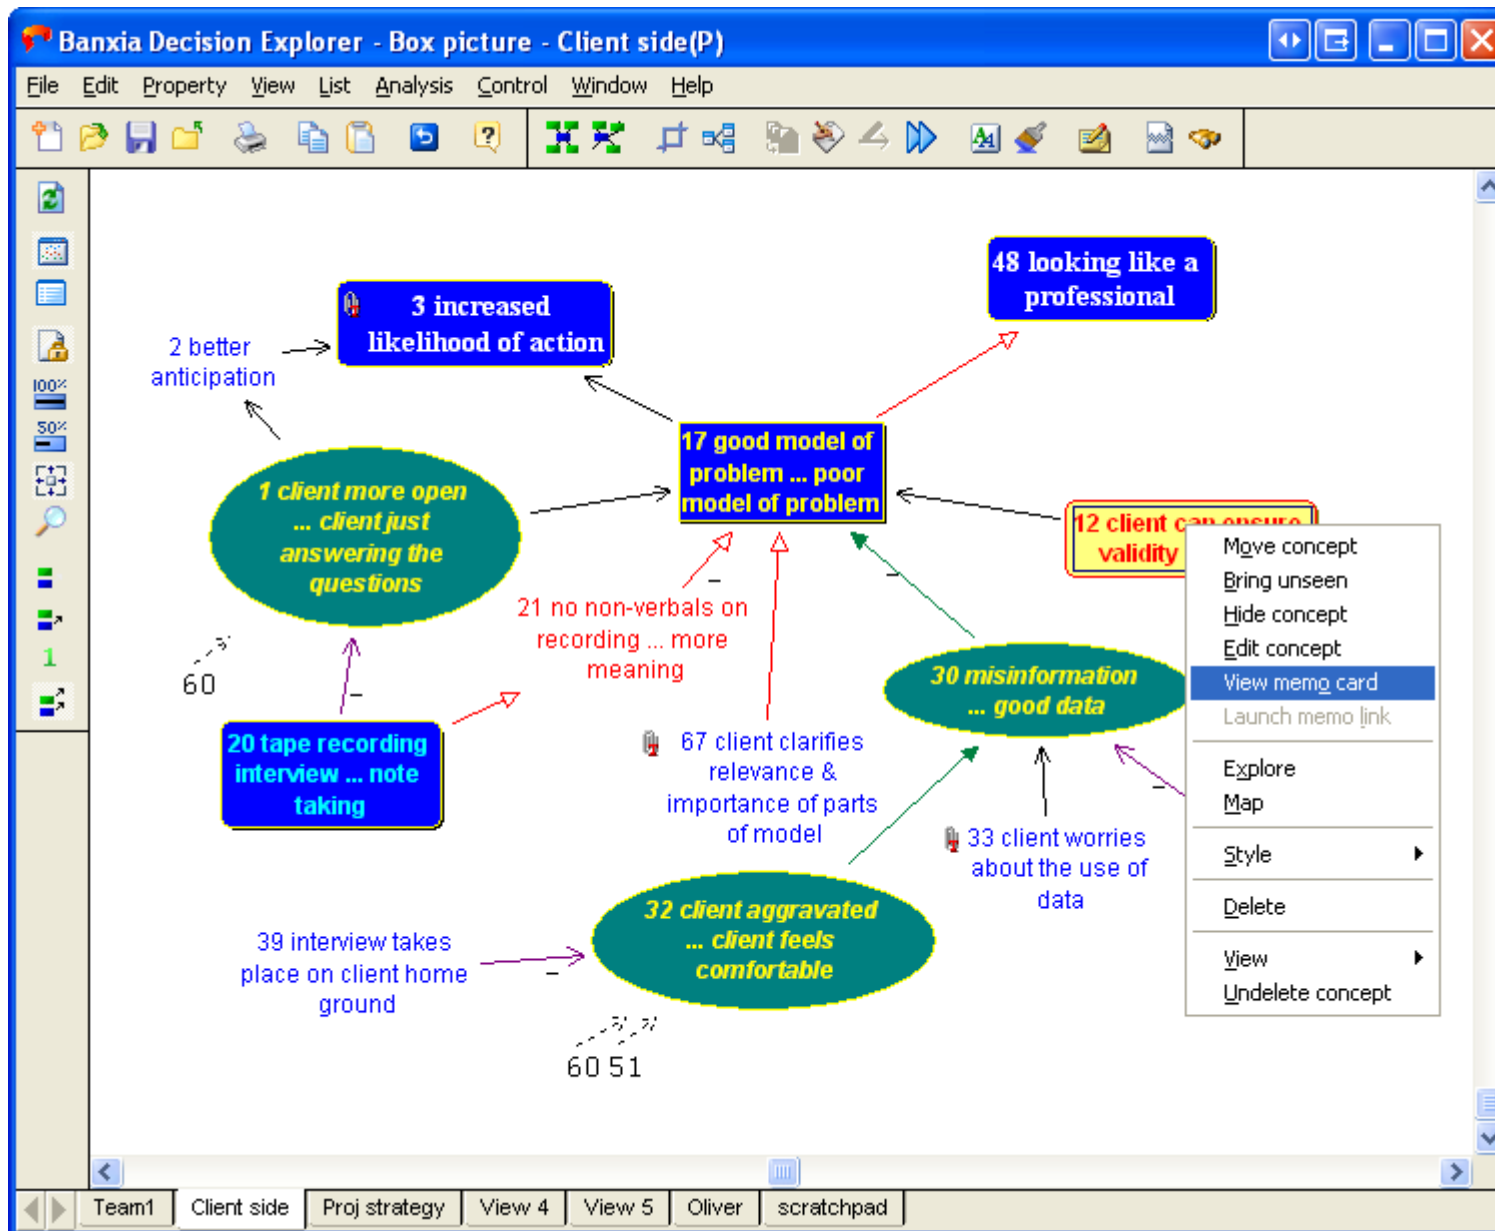 Banxia Decision Explorer - Box picture - Client side(P)
File Edit Property View List Analysis Control Window Help
100%
50%
1
48 looking like a
professional
3 increased
likelihood of action
2 better
anticipation
17 good model of
problem ... poor
model of problem
1 client more open
... client just
answering the
questions
12 client can ensure
validity
21 no non-verbals on
recording ... more
meaning
60
30 misinformation
... good data
20 tape recording
interview ... note
taking
67 client clarifies
relevance &
importance of parts
of model
33 client worries
about the use of
data
32 client aggravated
... client feels
comfortable
39 interview takes
place on client home
ground
60 51
Move concept
Bring unseen
Hide concept
Edit concept
View memo card
Launch memo link
Explore
Map
Style
Delete
View
Undelete concept
Team1 Client side Proj strategy View 4 View 5 Oliver scratchpad